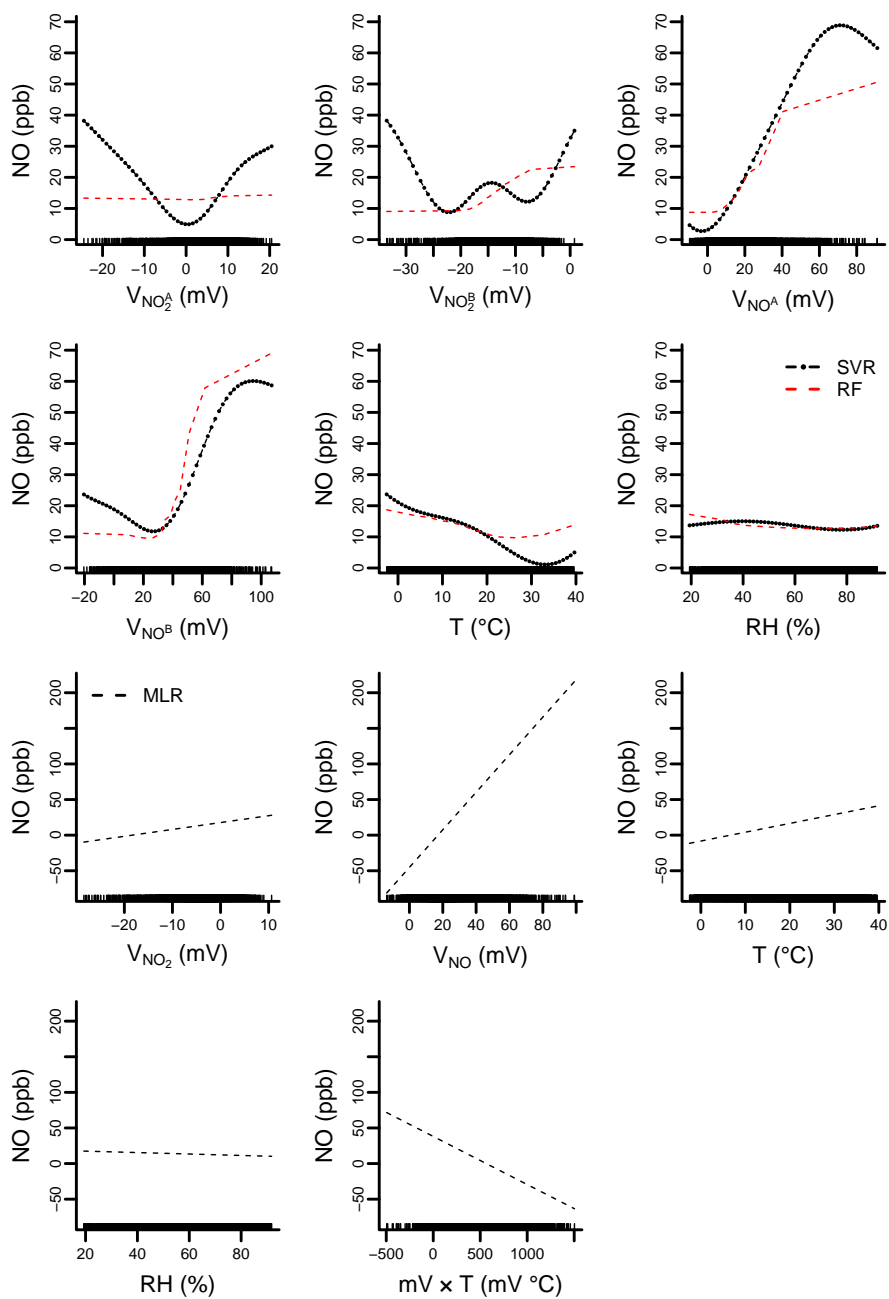 NO (ppb)
0 10 20 30 40 50 60 70
−20 −10 0 10 20
V_NO₂ᴬ (mV)
NO (ppb)
0 10 20 30 40 50 60 70
−30 −20 −10 0
V_NO₂ᴮ (mV)
NO (ppb)
0 10 20 30 40 50 60 70
0 20 40 60 80
V_NOᴬ (mV)
NO (ppb)
0 10 20 30 40 50 60 70
−20 20 60 100
V_NOᴮ (mV)
NO (ppb)
0 10 20 30 40 50 60 70
0 10 20 30 40
T (°C)
NO (ppb)
0 10 20 30 40 50 60 70
20 40 60 80
RH (%)
SVR
RF
NO (ppb)
−50 0 50 100 200
−20 −10 0 10
V_NO₂ (mV)
MLR
NO (ppb)
−50 0 50 100 200
0 20 40 60 80
V_NO (mV)
NO (ppb)
−50 0 50 100 200
0 10 20 30 40
T (°C)
NO (ppb)
−50 0 50 100 200
20 40 60 80
RH (%)
NO (ppb)
−50 0 50 100 200
−500 0 500 1000
mV × T (mV °C)